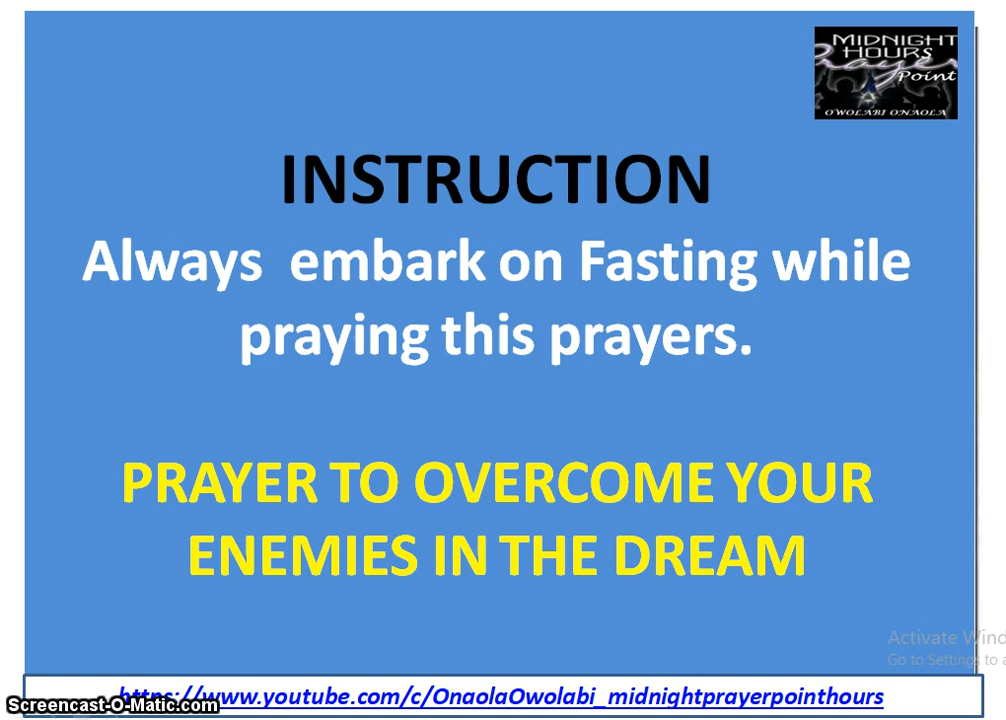 MIDNIGHT
HOURS
Prayer
Point
OWOLABI ONAOLA
INSTRUCTION
Always embark on Fasting while
praying this prayers.
PRAYER TO OVERCOME YOUR
ENEMIES IN THE DREAM
Activate Wind
Go to Settings to a
https://www.youtube.com/c/OnaolaOwolabi_midnightprayerpointhours
Screencast-O-Matic.com